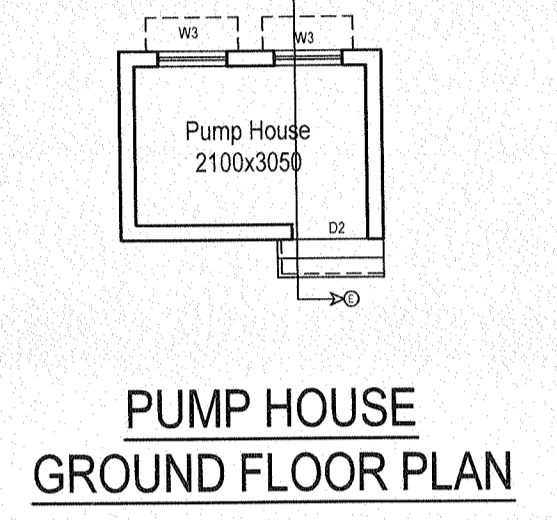 W3
W3
Pump House
2100x3050
D2
E
PUMP HOUSE
GROUND FLOOR PLAN